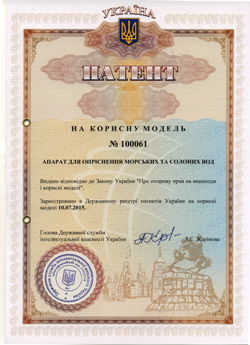 УКРАЇНА
ПАТЕНТ
НА КОРИСНУ МОДЕЛЬ
№ 100061
АПАРАТ ДЛЯ ОПРІСНЕННЯ МОРСЬКИХ ТА СОЛОНИХ ВОД
Видано відповідно до Закону України "Про охорону прав на винаходи
і корисні моделі".
Зареєстровано в Державному реєстрі патентів України на корисні
моделі 10.07.2015.
Голова Державної служби
інтелектуальної власності України
А.Г. Жарінова